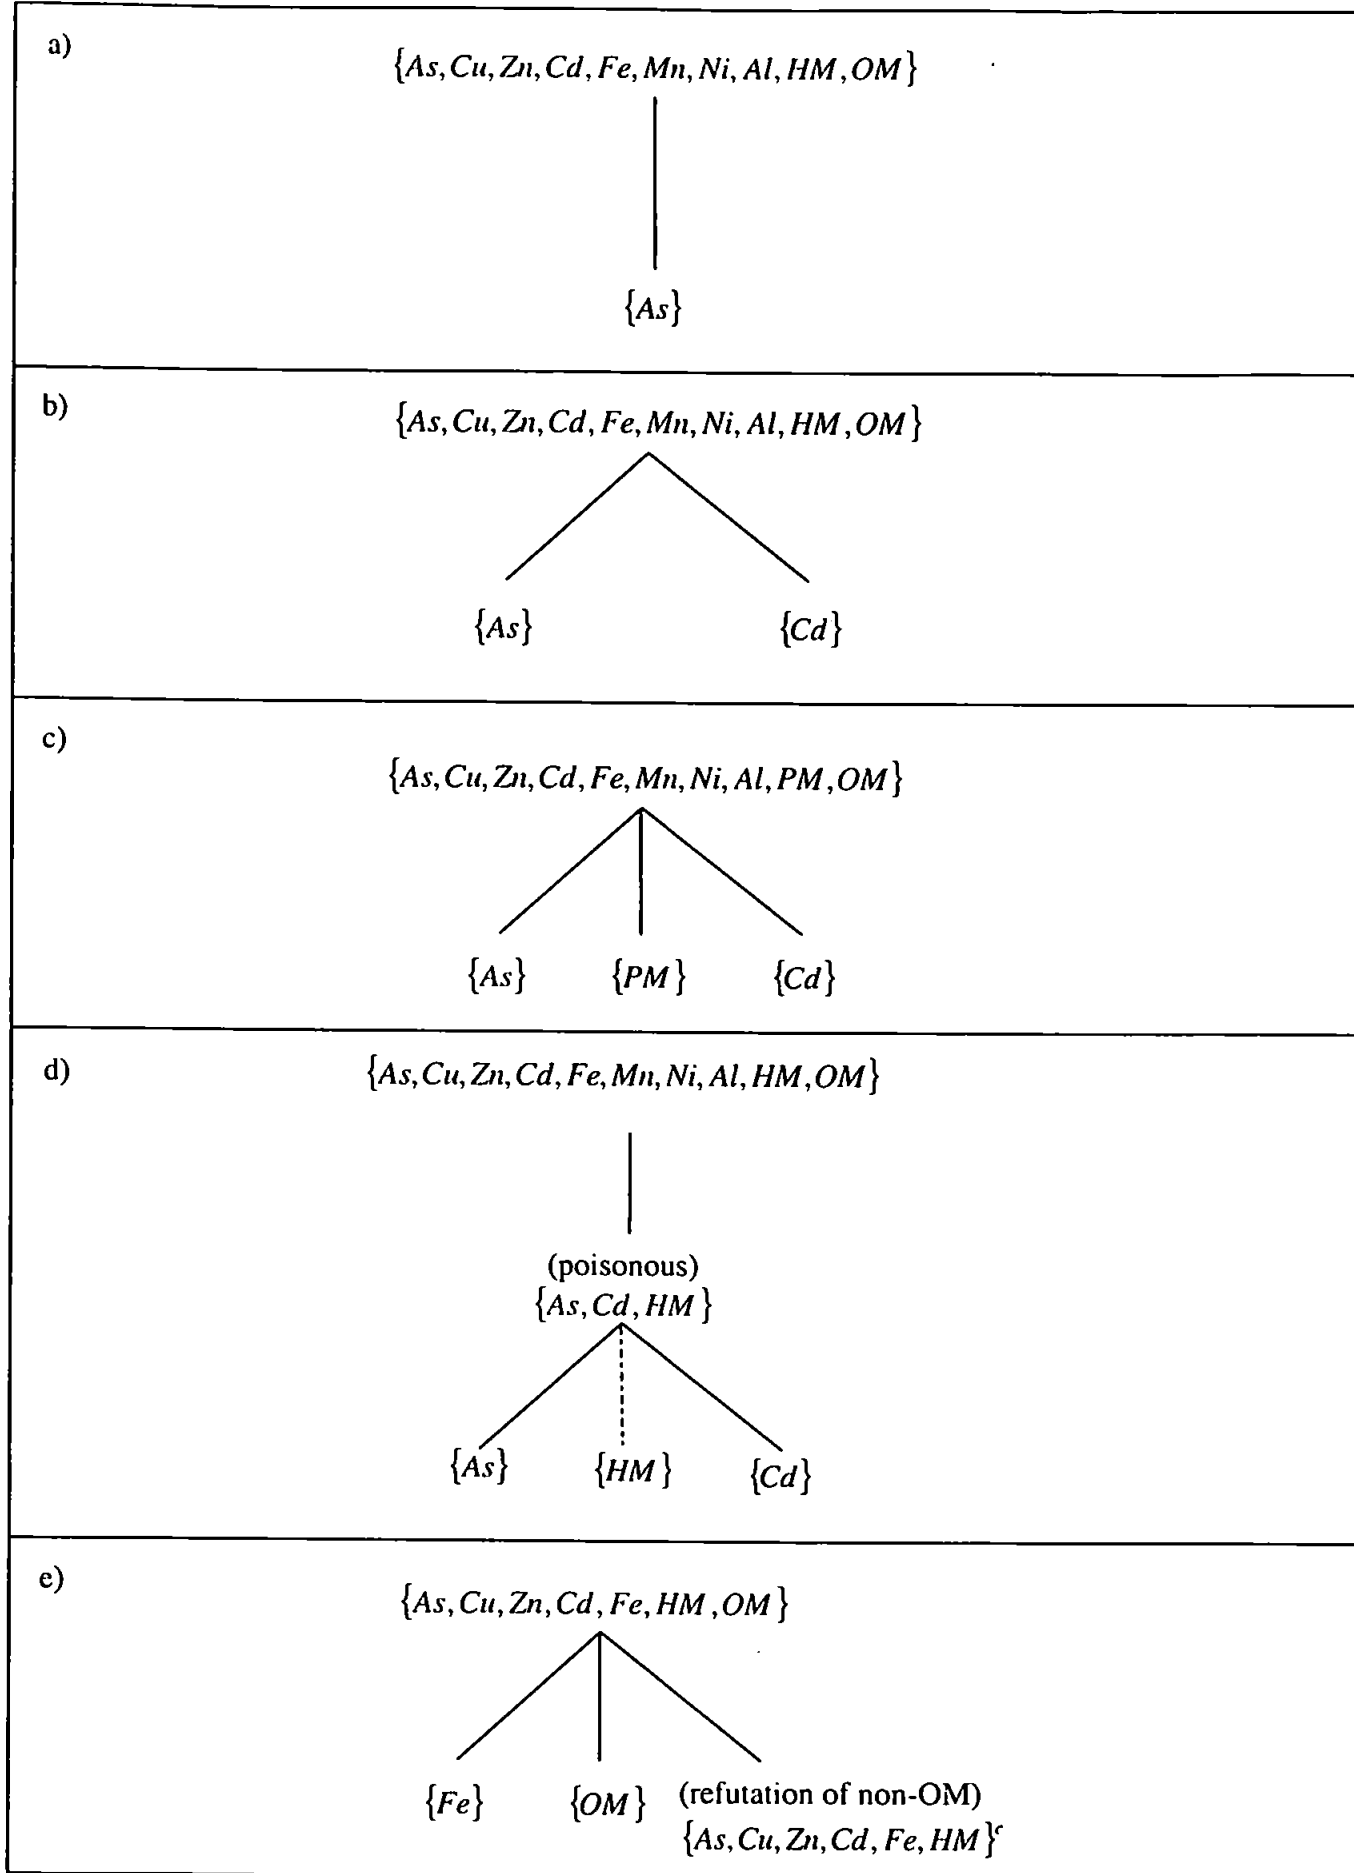 a)
{As, Cu, Zn, Cd, Fe, Mn, Ni, Al, HM, OM}
{As}
b)
{As, Cu, Zn, Cd, Fe, Mn, Ni, Al, HM, OM}
{As} {Cd}
c)
{As, Cu, Zn, Cd, Fe, Mn, Ni, Al, PM, OM}
{As} {PM} {Cd}
d)
{As, Cu, Zn, Cd, Fe, Mn, Ni, Al, HM, OM}
(poisonous)
{As, Cd, HM}
{As} {HM} {Cd}
e)
{As, Cu, Zn, Cd, Fe, HM, OM}
{Fe} {OM} (refutation of non-OM)
{As, Cu, Zn, Cd, Fe, HM}ᶜ